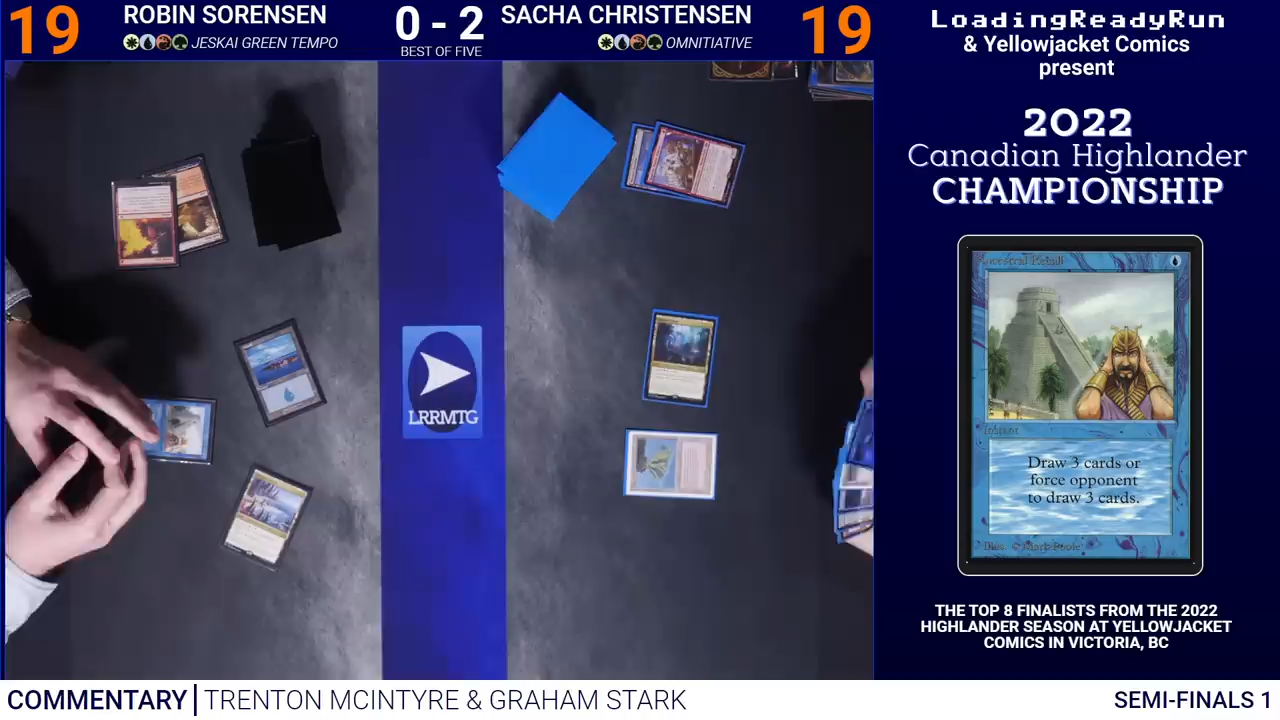 19
ROBIN SORENSEN
JESKAI GREEN TEMPO
0 - 2
BEST OF FIVE
SACHA CHRISTENSEN
OMNITIATIVE
19
LoadingReadyRun
& Yellowjacket Comics
present
2022
Canadian Highlander
CHAMPIONSHIP
Ancestral Recall
Instant
Draw 3 cards or
force opponent
to draw 3 cards.
Illus. © Mark Poole
THE TOP 8 FINALISTS FROM THE 2022
HIGHLANDER SEASON AT YELLOWJACKET
COMICS IN VICTORIA, BC
LRRMTG
COMMENTARY | TRENTON MCINTYRE & GRAHAM STARK
SEMI-FINALS 1